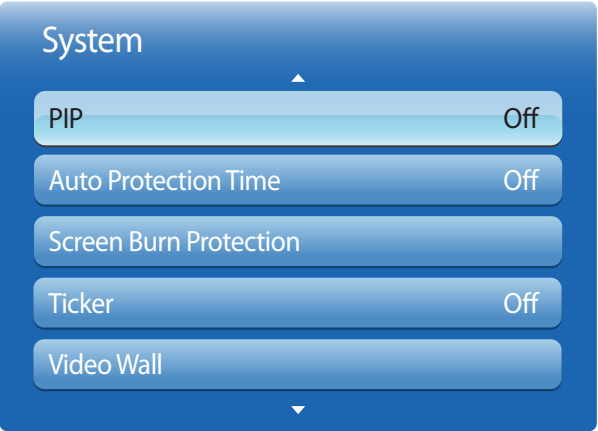 System
PIP Off
Auto Protection Time Off
Screen Burn Protection
Ticker Off
Video Wall